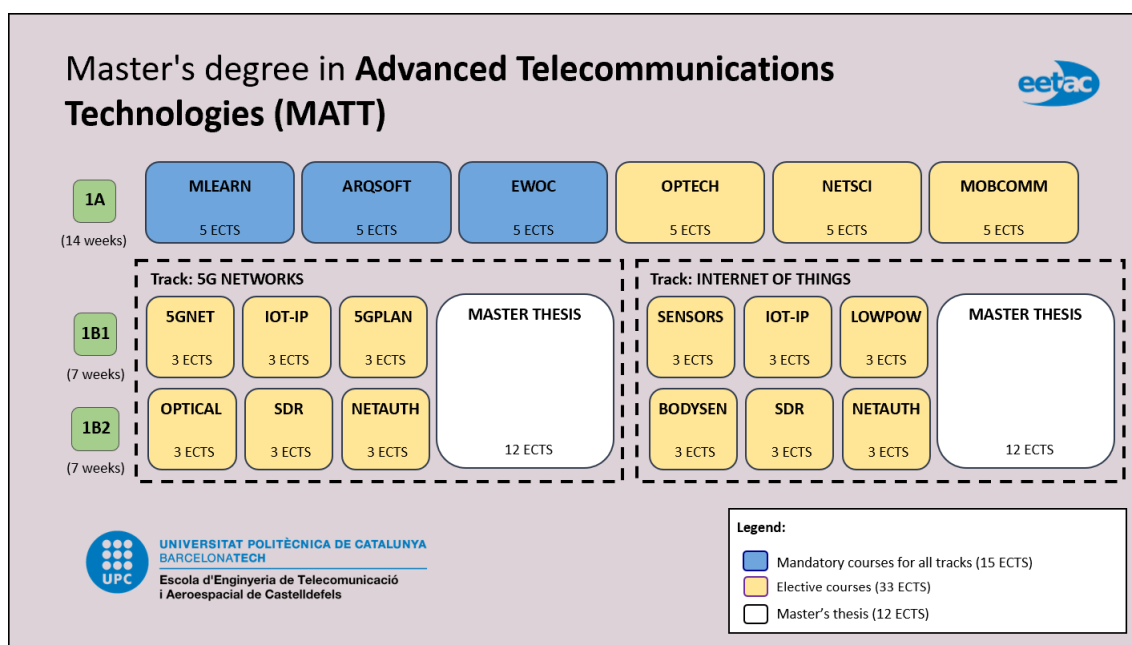 Master's degree in Advanced Telecommunications
Technologies (MATT)
eetac
1A
(14 weeks)
MLEARN
5 ECTS
ARQSOFT
5 ECTS
EWOC
5 ECTS
OPTECH
5 ECTS
NETSCI
5 ECTS
MOBCOMM
5 ECTS
Track: 5G NETWORKS
1B1
(7 weeks)
5GNET
3 ECTS
IOT-IP
3 ECTS
5GPLAN
3 ECTS
MASTER THESIS
12 ECTS
1B2
(7 weeks)
OPTICAL
3 ECTS
SDR
3 ECTS
NETAUTH
3 ECTS
Track: INTERNET OF THINGS
SENSORS
3 ECTS
IOT-IP
3 ECTS
LOWPOW
3 ECTS
MASTER THESIS
12 ECTS
BODYSEN
3 ECTS
SDR
3 ECTS
NETAUTH
3 ECTS
UPC
UNIVERSITAT POLITÈCNICA DE CATALUNYA
BARCELONATECH
Escola d'Enginyeria de Telecomunicació
i Aeroespacial de Castelldefels
Legend:
Mandatory courses for all tracks (15 ECTS)
Elective courses (33 ECTS)
Master's thesis (12 ECTS)